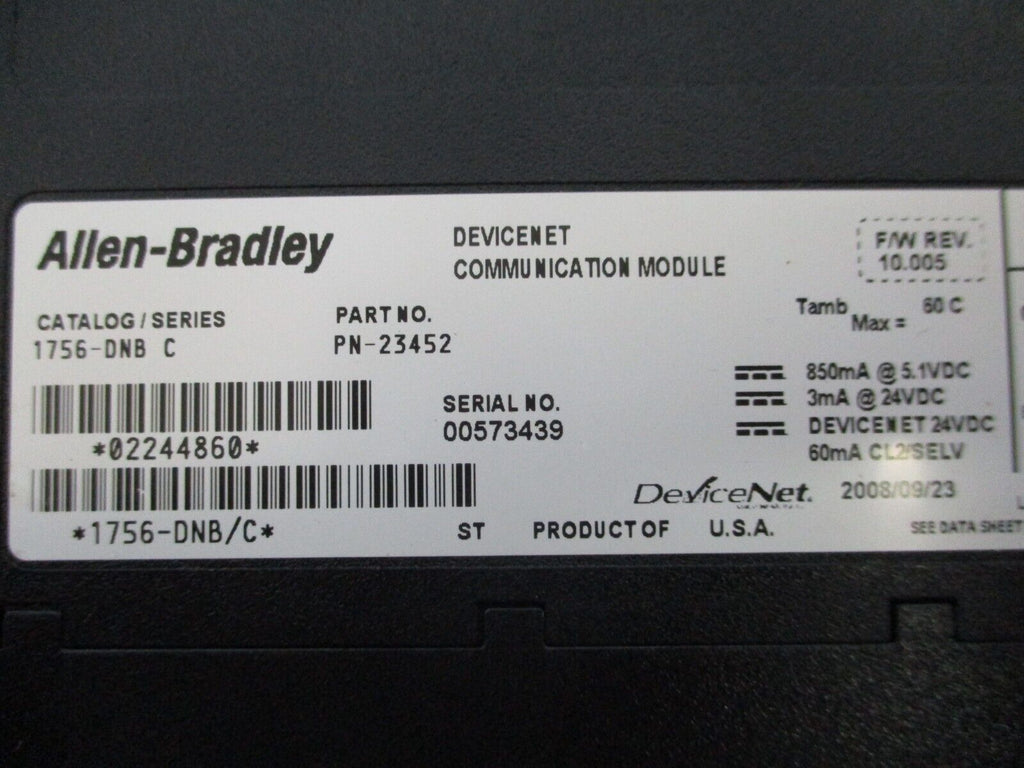 Allen-Bradley
DEVICENET
COMMUNICATION MODULE
F/W REV.
10.005
CATALOG/SERIES
1756-DNB C
PART NO.
PN-23452
Tamb Max = 60 C
850mA @ 5.1VDC
3mA @ 24VDC
DEVICENET 24VDC
60mA CL2/SELV
*02244860*
SERIAL NO.
00573439
*1756-DNB/C*
DeviceNet.
2008/09/23
ST PRODUCT OF U.S.A.
SEE DATA SHEET